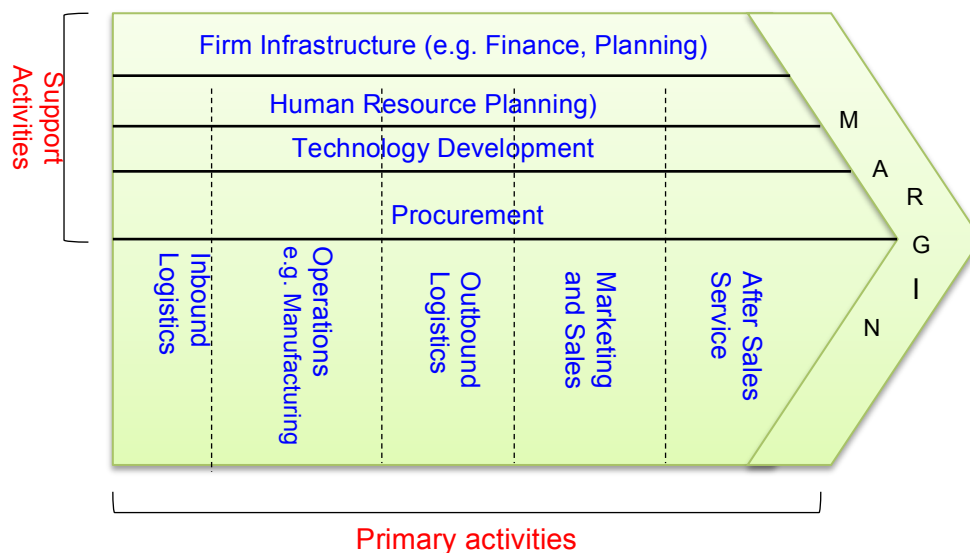 Firm Infrastructure (e.g. Finance, Planning)
Human Resource Planning)
Technology Development
Procurement
Support
Activities
Inbound
Logistics
Operations
e.g. Manufacturing
Outbound
Logistics
Marketing
and Sales
After Sales
Service
M
A
R
G
I
N
Primary activities